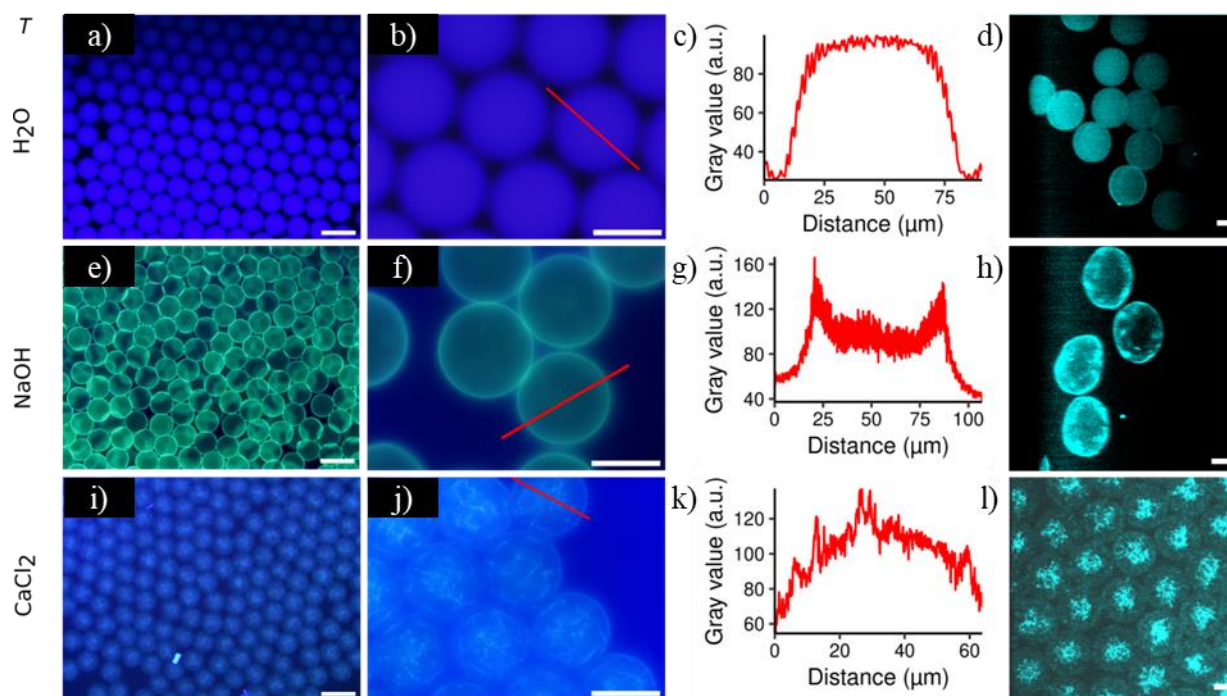 T
a)
b)
c)
d)
H2O
Gray value (a.u.)
80
60
40
0
25
50
75
Distance (µm)
e)
f)
g)
h)
NaOH
Gray value (a.u.)
160
120
80
40
0
25
50
75
100
Distance (µm)
i)
j)
k)
l)
CaCl2
Gray value (a.u.)
120
100
80
60
0
20
40
60
Distance (µm)